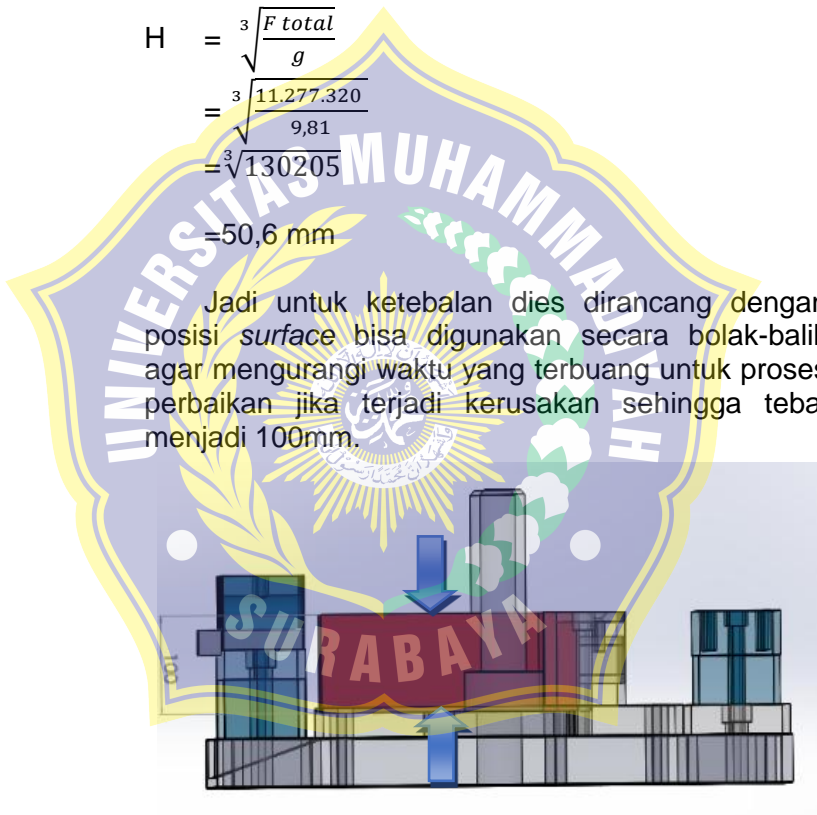 H = ∛(F total / g)
= ∛(11.277.320 / 9,81)
=∛130205
=50,6 mm
Jadi untuk ketebalan dies dirancang dengan
posisi surface bisa digunakan secara bolak-balik
agar mengurangi waktu yang terbuang untuk proses
perbaikan jika terjadi kerusakan sehingga teba
menjadi 100mm.
UNIVERSITAS MUHAMMADIYAH
SURABAYA
100